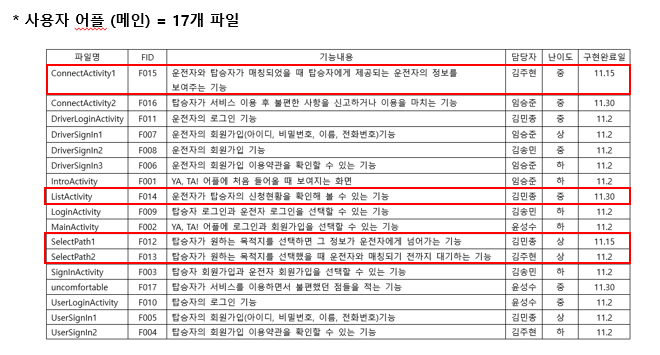 * 사용자 어플 (메인) = 17개 파일
파일명 FID 기능내용 담당자 난이도 구현완료일
ConnectActivity1 F015 운전자와 탑승자가 매칭되었을 때 탑승자에게 제공되는 운전자의 정보를 김주현 중 11.15
보여주는 기능
ConnectActivity2 F016 탑승자가 서비스 이용 후 불편한 사항을 신고하거나 이용을 마치는 기능 임승준 중 11.30
DriverLoginActivity F011 운전자의 로그인 기능 김민종 중 11.2
DriverSignIn1 F007 운전자의 회원가입(아이디, 비밀번호, 이름, 전화번호)기능 임승준 상 11.2
DriverSignIn2 F008 운전자의 회원가입 기능 김송민 중 11.2
DriverSignIn3 F006 운전자의 회원가입 이용약관을 확인할 수 있는 기능 임승준 하 11.2
IntroActivity F001 YA, TA! 어플에 처음 들어올 때 보여지는 화면 임승준 하 11.2
ListActivity F014 운전자가 탑승자의 신청현황을 확인해 볼 수 있는 기능 김민종 중 11.30
LoginActivity F009 탑승자 로그인과 운전자 로그인을 선택할 수 있는 기능 김송민 하 11.2
MainActivity F002 YA, TA! 어플에 로그인과 회원가입을 선택할 수 있는 기능 윤성수 하 11.2
SelectPath1 F012 탑승자가 원하는 목적지를 선택하면 그 정보가 운전자에게 넘어가는 기능 김민종 상 11.15
SelectPath2 F013 탑승자가 원하는 목적지를 선택했을 때 운전자와 매칭되기 전까지 대기하는 기능 김주현 상 11.2
SignInActivity F003 탑승자 회원가입과 운전자 회원가입을 선택할 수 있는 기능 김송민 하 11.2
uncomfortable F017 탑승자가 서비스를 이용하면서 불편했던 점들을 적는 기능 윤성수 중 11.30
UserLoginActivity F010 탑승자의 로그인 기능 윤성수 중 11.2
UserSignIn1 F005 탑승자의 회원가입(아이디, 비밀번호, 이름, 전화번호)기능 김민종 상 11.2
UserSignIn2 F004 탑승자의 회원가입 이용약관을 확인할 수 있는 기능 김주현 하 11.2